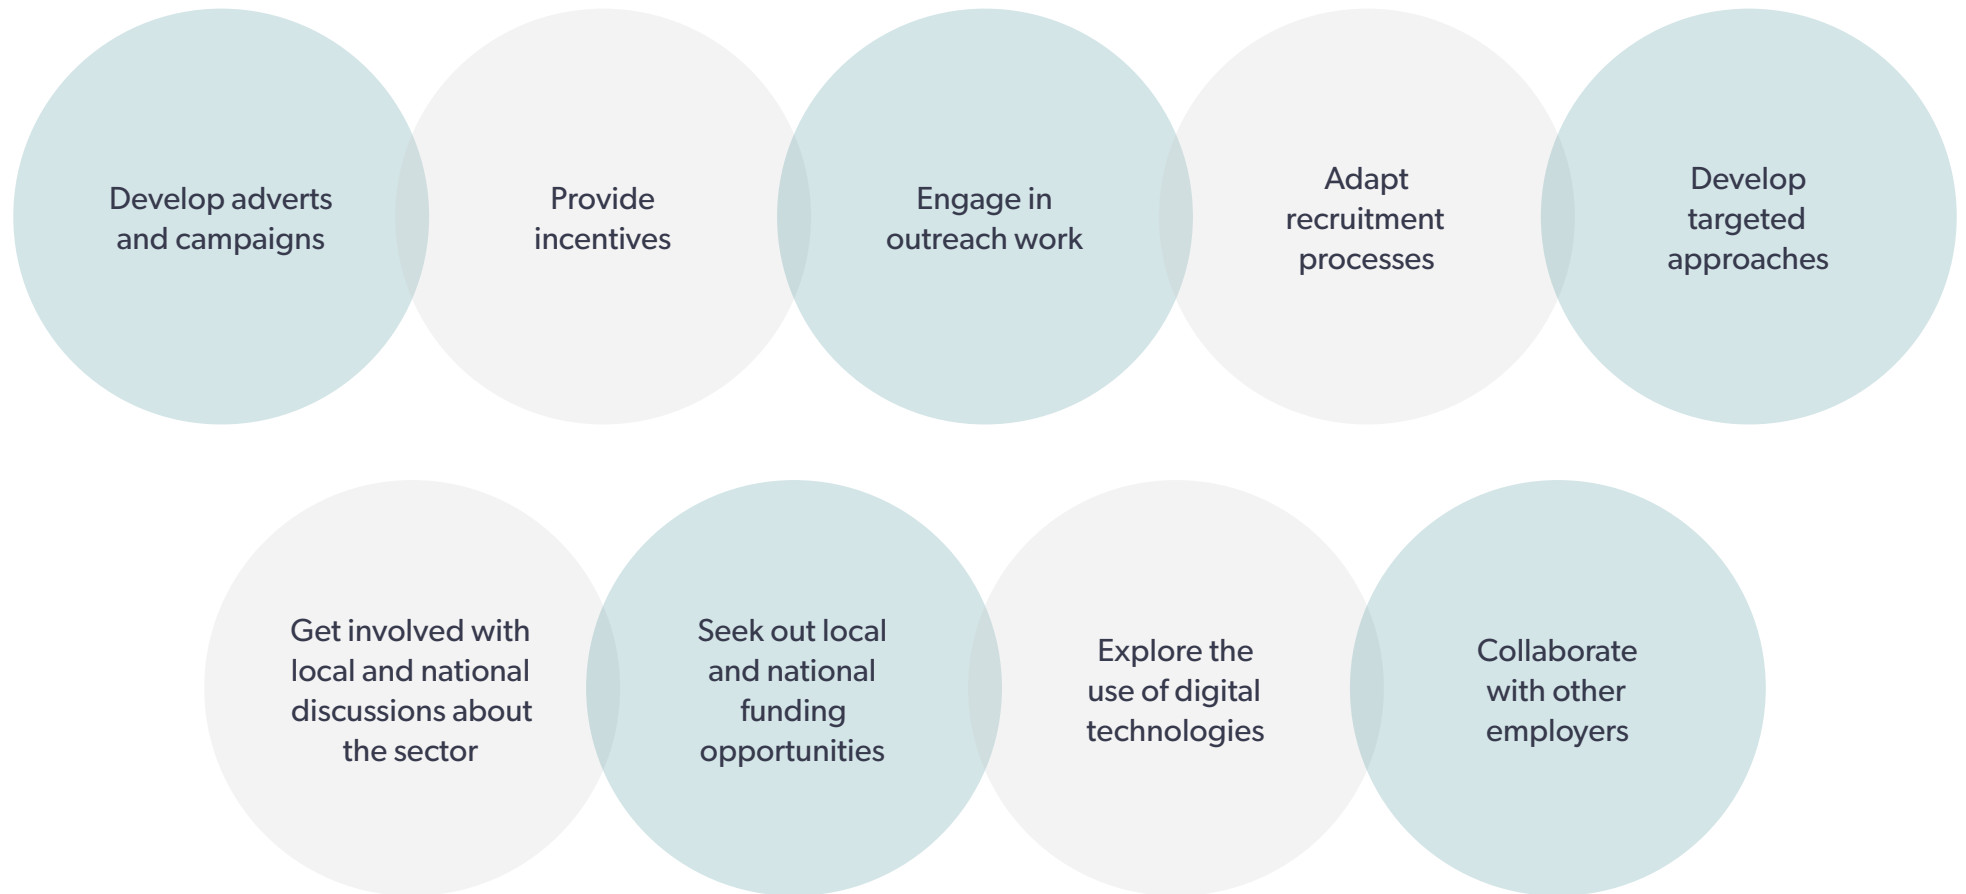 Develop adverts
and campaigns
Provide
incentives
Engage in
outreach work
Adapt
recruitment
processes
Develop
targeted
approaches
Get involved with
local and national
discussions about
the sector
Seek out local
and national
funding
opportunities
Explore the
use of digital
technologies
Collaborate
with other
employers